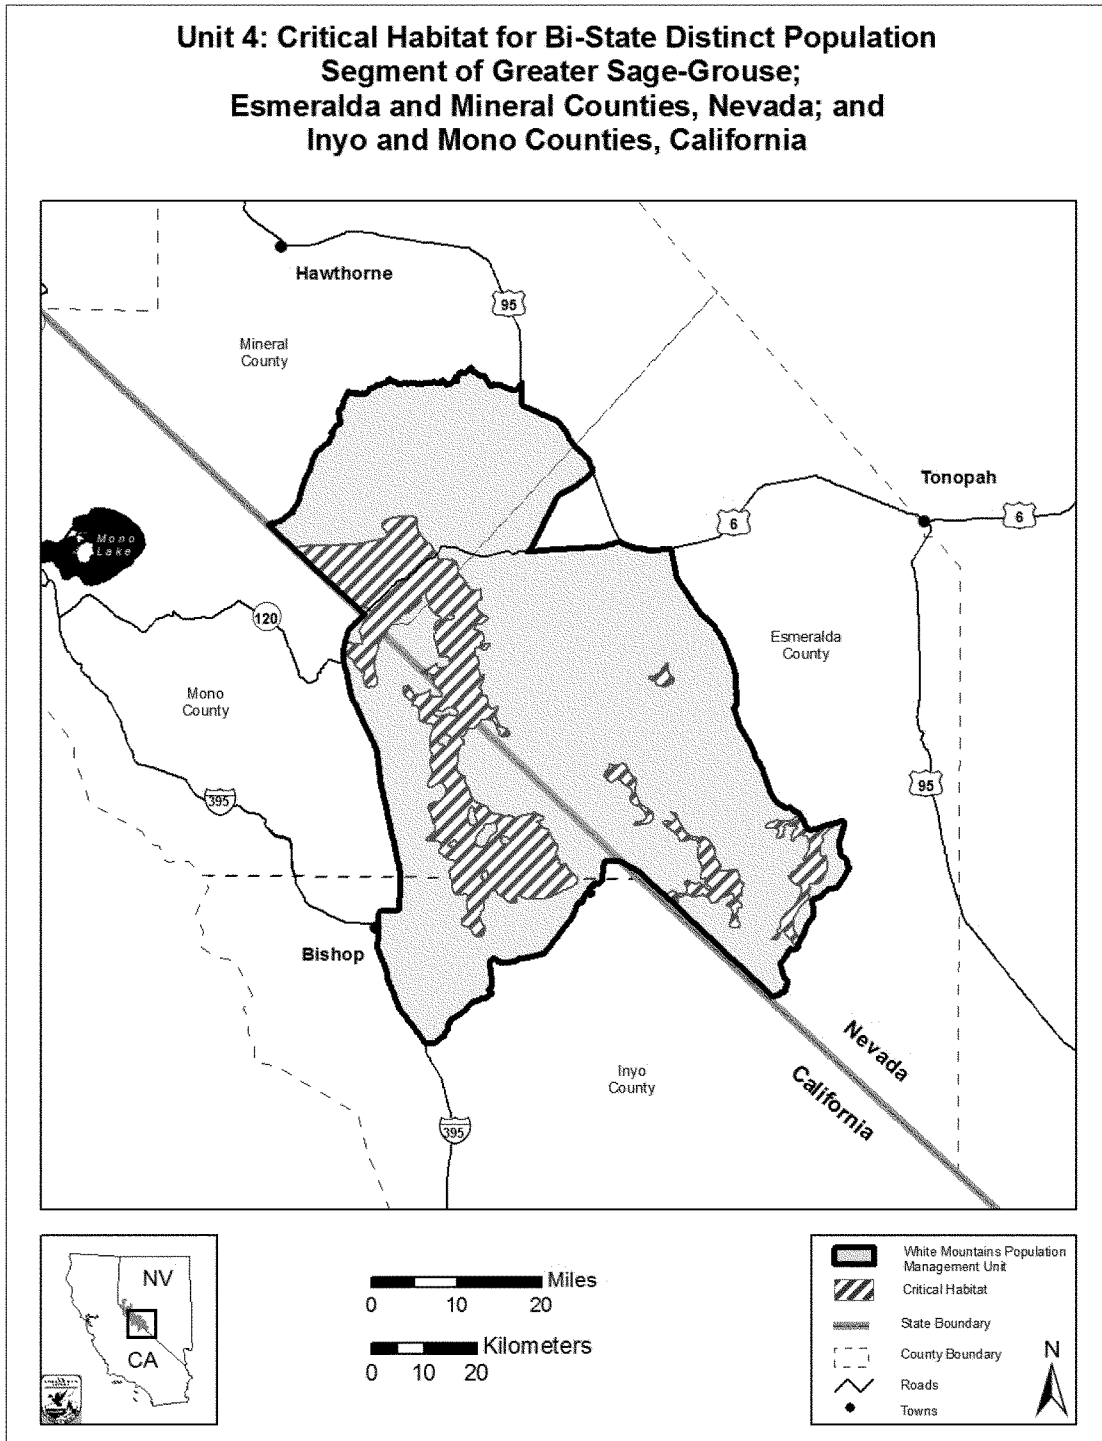 Unit 4: Critical Habitat for Bi-State Distinct Population
Segment of Greater Sage-Grouse;
Esmeralda and Mineral Counties, Nevada; and
Inyo and Mono Counties, California
Hawthorne
95
Mineral
County
Tonopah
6
6
Mono
Lake
120
Esmeralda
County
Mono
County
395
95
Bishop
Nevada
California
Inyo
County
395
NV
CA
Miles
0 10 20
Kilometers
0 10 20
White Mountains Population
Management Unit
Critical Habitat
State Boundary
County Boundary
Roads
Towns
N